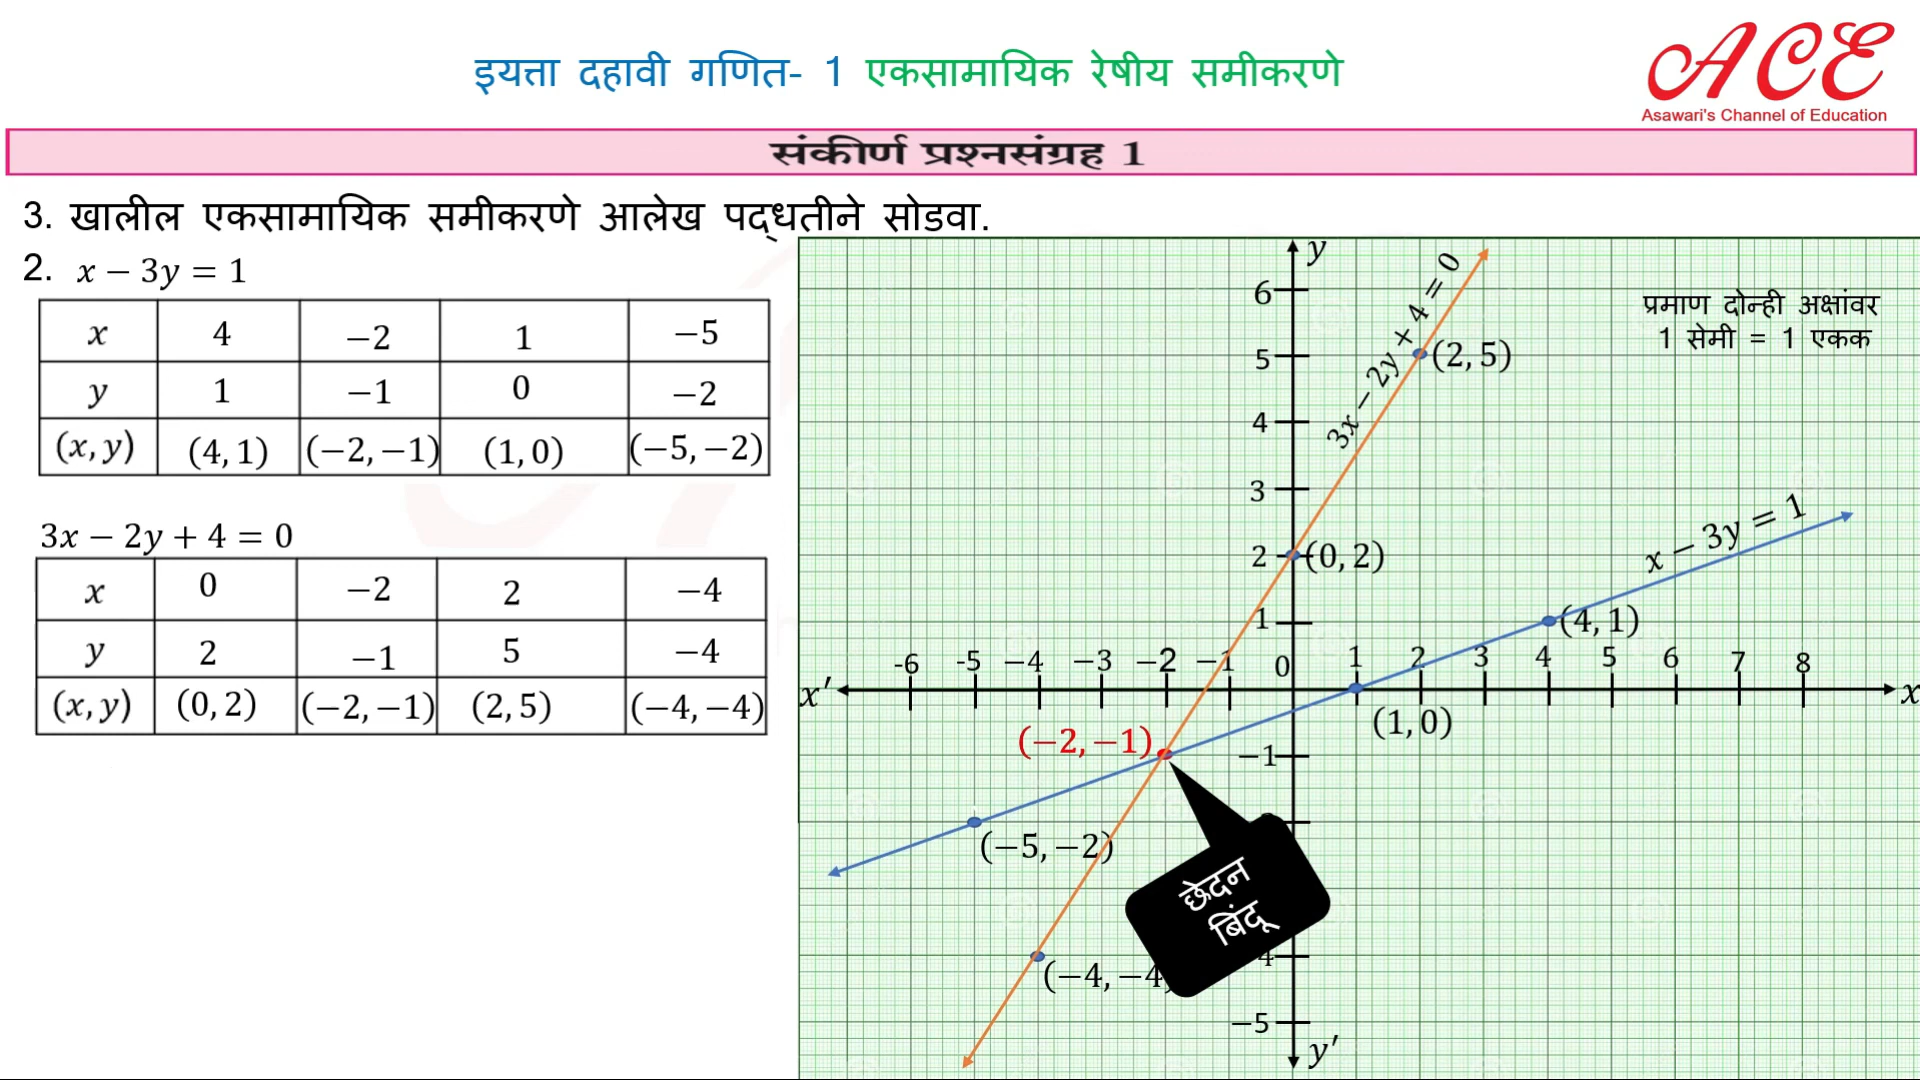 इयत्ता दहावी गणित- 1 एकसामायिक रेषीय समीकरणे
ACE
Asawari's Channel of Education
संकीर्ण प्रश्नसंग्रह 1
3. खालील एकसामायिक समीकरणे आलेख पद्धतीने सोडवा.
2. x − 3y = 1
x 4 −2 1 −5
y 1 −1 0 −2
(x, y) (4, 1) (−2, −1) (1, 0) (−5, −2)
3x − 2y + 4 = 0
x 0 −2 2 −4
y 2 −1 5 −4
(x, y) (0, 2) (−2, −1) (2, 5) (−4, −4)
y
6
3x − 2y + 4 = 0
प्रमाण दोन्ही अक्षांवर
1 सेमी = 1 एकक
5
(2, 5)
4
3
x − 3y = 1
2
(0, 2)
1
(4, 1)
-6 -5 −4 −3 −2 −1 0 1 2 3 4 5 6 7 8
x′
x
(1, 0)
(−2, −1)
−1
(−5, −2)
छेदन
बिंदू
(−4, −4
4
−5
y′